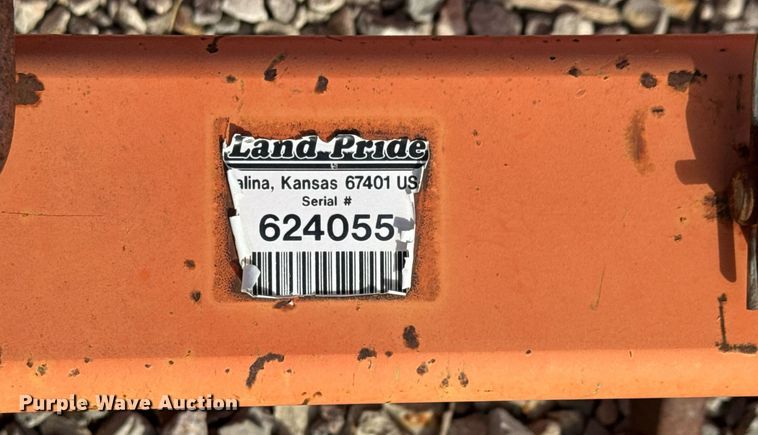 Land Pride
alina, Kansas 67401 US
Serial #
624055
Purple Wave Auction